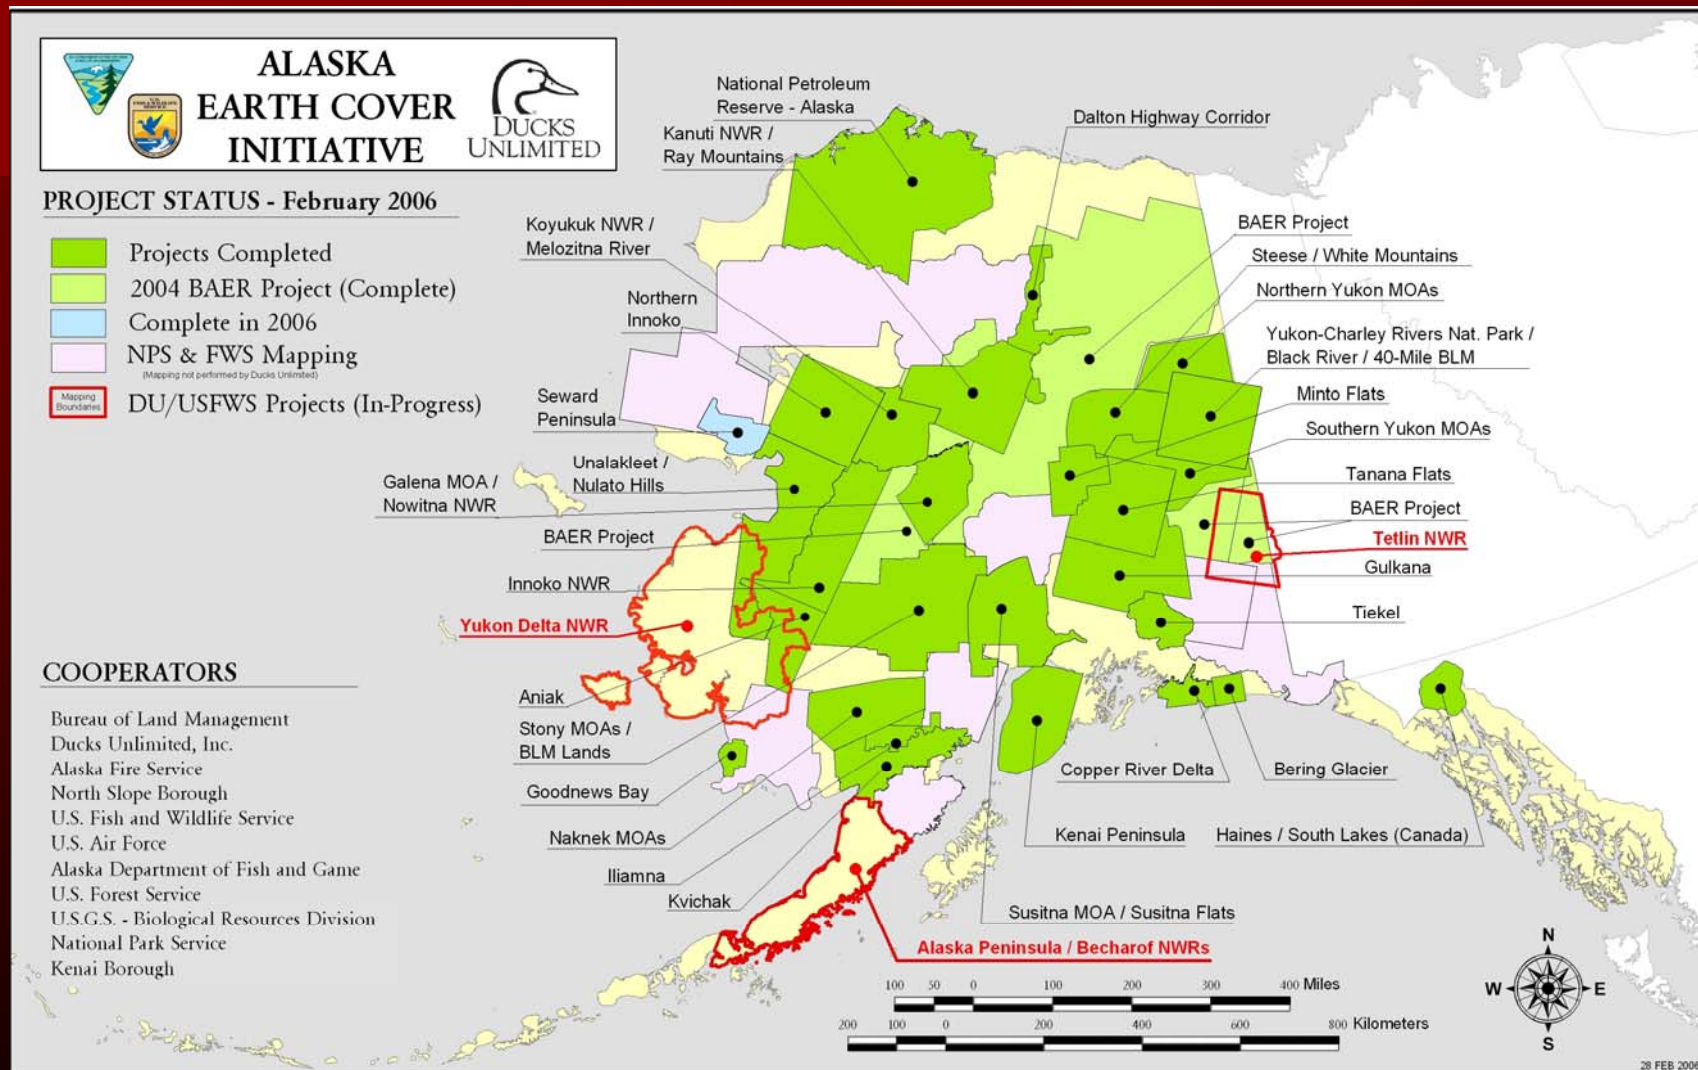 ALASKA
EARTH COVER
INITIATIVE
DUCKS
UNLIMITED
PROJECT STATUS - February 2006
Projects Completed
2004 BAER Project (Complete)
Complete in 2006
NPS & FWS Mapping
(Mapping not performed by Ducks Unlimited)
Mapping
Boundaries
DU/USFWS Projects (In-Progress)
National Petroleum
Reserve - Alaska
Kanuti NWR /
Ray Mountains
Dalton Highway Corridor
Koyukuk NWR /
Melozitna River
Northern
Innoko
Seward
Peninsula
Unalakleet /
Nulato Hills
Galena MOA /
Nowitna NWR
BAER Project
Innoko NWR
Yukon Delta NWR
Aniak
Stony MOAs /
BLM Lands
Goodnews Bay
Naknek MOAs
Iliamna
Kvichak
BAER Project
Steese / White Mountains
Northern Yukon MOAs
Yukon-Charley Rivers Nat. Park /
Black River / 40-Mile BLM
Minto Flats
Southern Yukon MOAs
Tanana Flats
BAER Project
Tetlin NWR
Gulkana
Tiekel
Copper River Delta
Bering Glacier
Kenai Peninsula
Haines / South Lakes (Canada)
Susitna MOA / Susitna Flats
Alaska Peninsula / Becharof NWRs
COOPERATORS
Bureau of Land Management
Ducks Unlimited, Inc.
Alaska Fire Service
North Slope Borough
U.S. Fish and Wildlife Service
U.S. Air Force
Alaska Department of Fish and Game
U.S. Forest Service
U.S.G.S. - Biological Resources Division
National Park Service
Kenai Borough
100 50 0 100 200 300 400 Miles
200 100 0 200 400 600 800 Kilometers
N
W E
S
28 FEB 2006